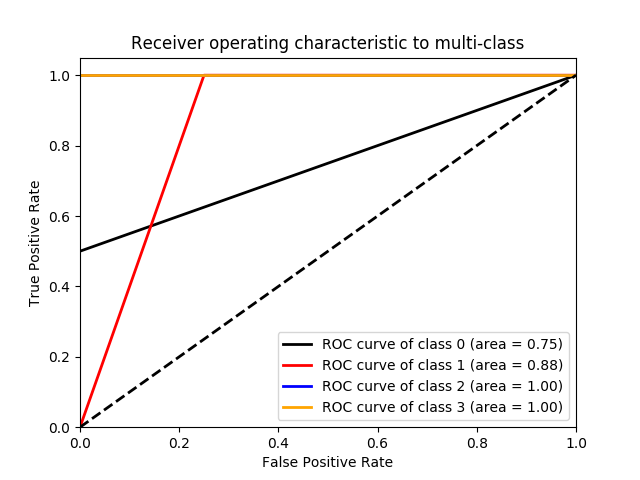 Receiver operating characteristic to multi-class
1.0
0.8
0.6
0.4
0.2
0.0
True Positive Rate
ROC curve of class 0 (area = 0.75)
ROC curve of class 1 (area = 0.88)
ROC curve of class 2 (area = 1.00)
ROC curve of class 3 (area = 1.00)
0.0 0.2 0.4 0.6 0.8 1.0
False Positive Rate